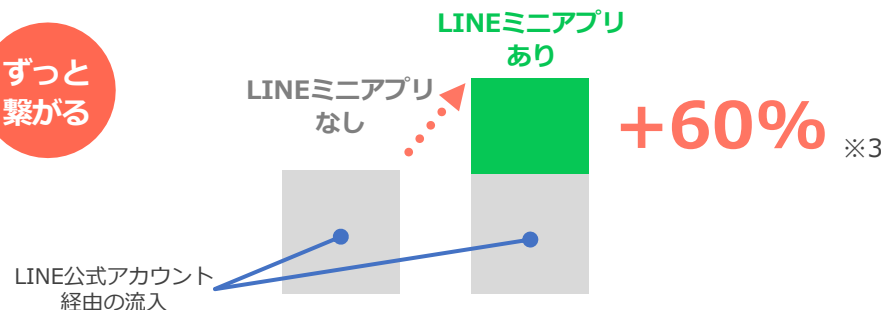 ずっと
繋がる
LINEミニアプリ
なし
LINEミニアプリ
あり
+60%
※3
LINE公式アカウント
経由の流入